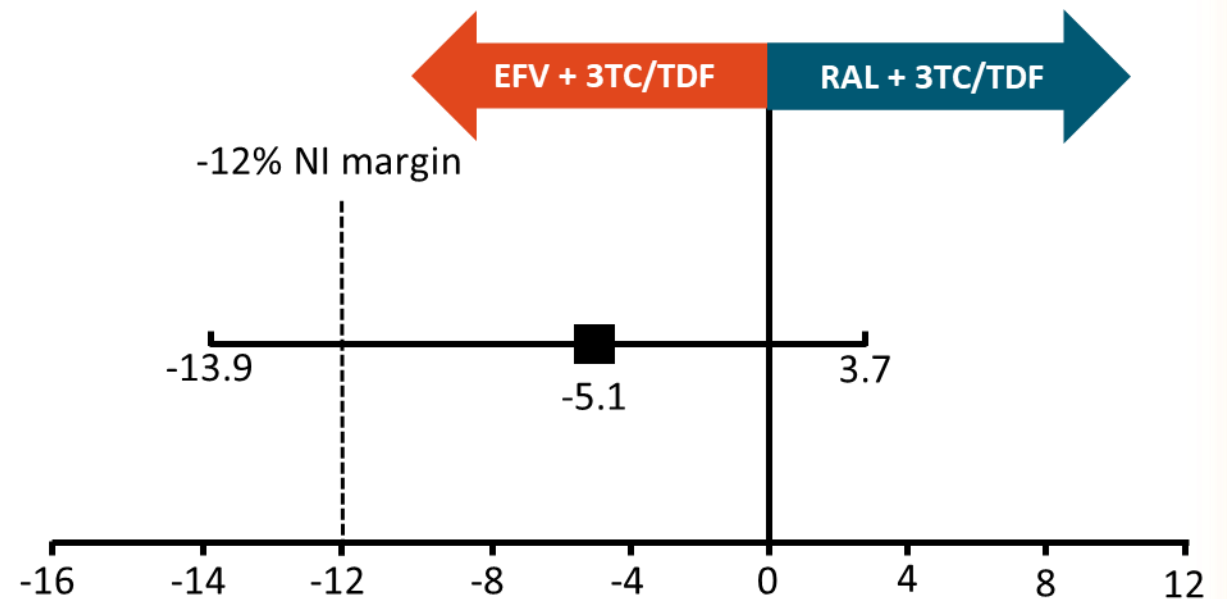 EFV + 3TC/TDF
RAL + 3TC/TDF
-12% NI margin
-13.9
-5.1
3.7
-16 -14 -12 -8 -4 0 4 8 12